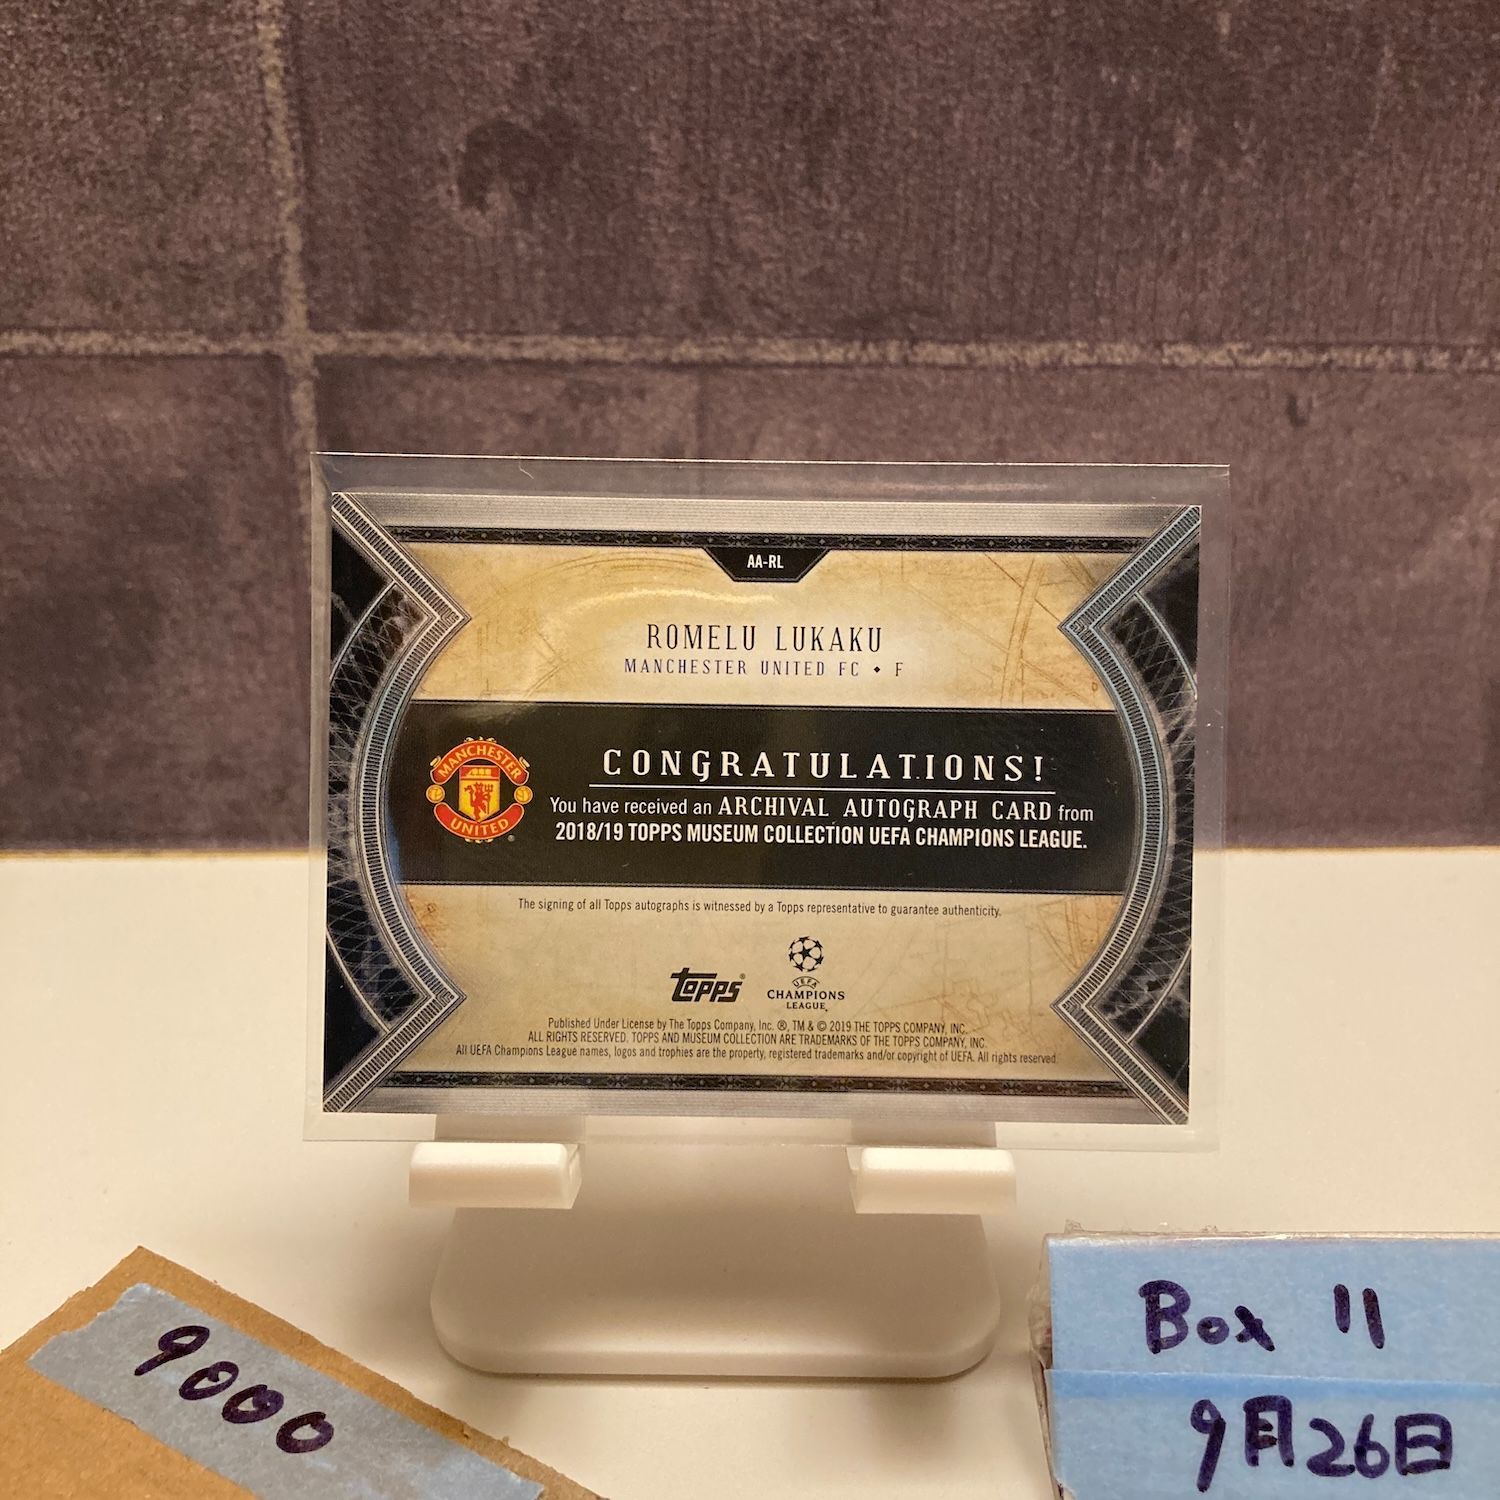 AA-RL
ROMELU LUKAKU
MANCHESTER UNITED FC ◆ F
MANCHESTER
UNITED
CONGRATULATIONS!
You have received an ARCHIVAL AUTOGRAPH CARD from
2018/19 TOPPS MUSEUM COLLECTION UEFA CHAMPIONS LEAGUE.
The signing of all Topps autographs is witnessed by a Topps representative to guarantee authenticity.
Topps®
UEFA
CHAMPIONS
LEAGUE
Published Under License by The Topps Company, Inc. ®, TM & © 2019 THE TOPPS COMPANY, INC.
ALL RIGHTS RESERVED. TOPPS AND MUSEUM COLLECTION ARE TRADEMARKS OF THE TOPPS COMPANY, INC.
All UEFA Champions League names, logos and trophies are the property, registered trademarks and/or copyright of UEFA. All rights reserved.
9000
Box 11
9月26日